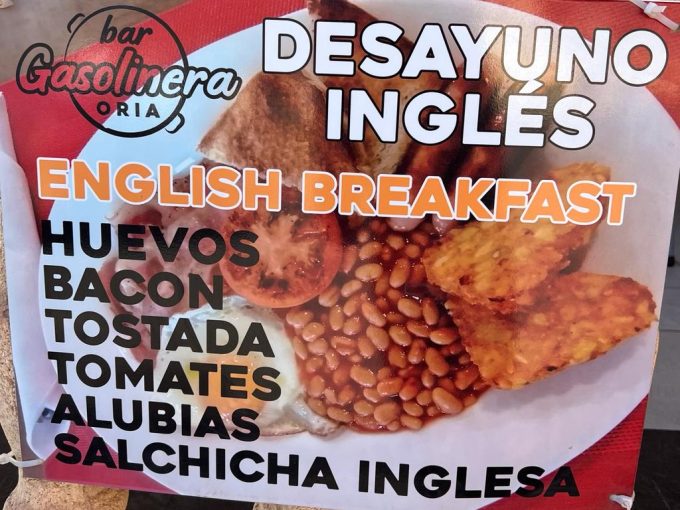 bar
Gasolinera
ORIA
DESAYUNO
INGLÉS
ENGLISH BREAKFAST
HUEVOS
BACON
TOSTADA
TOMATES
ALUBIAS
SALCHICHA INGLESA